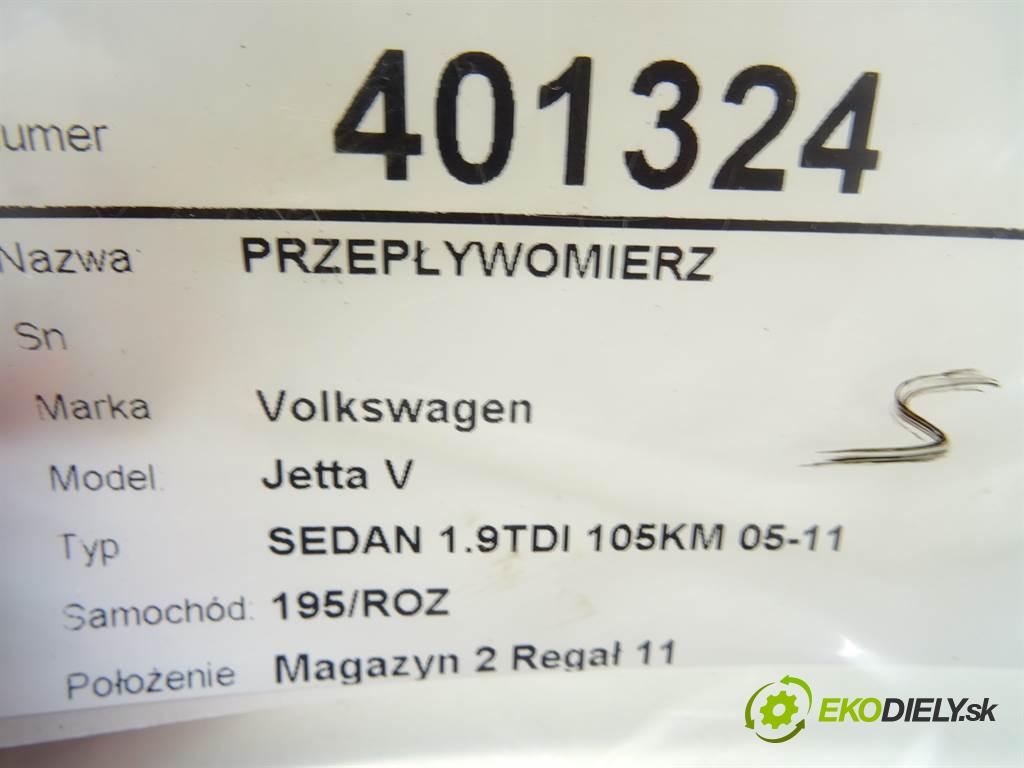 umer 401324
Nazwa PRZEPŁYWOMIERZ
Sn
Marka Volkswagen
Model: Jetta V
Typ SEDAN 1.9TDI 105KM 05-11
Samochód: 195/ROZ
Położenie Magazyn 2 Regał 11
S
EKODIELY.sk